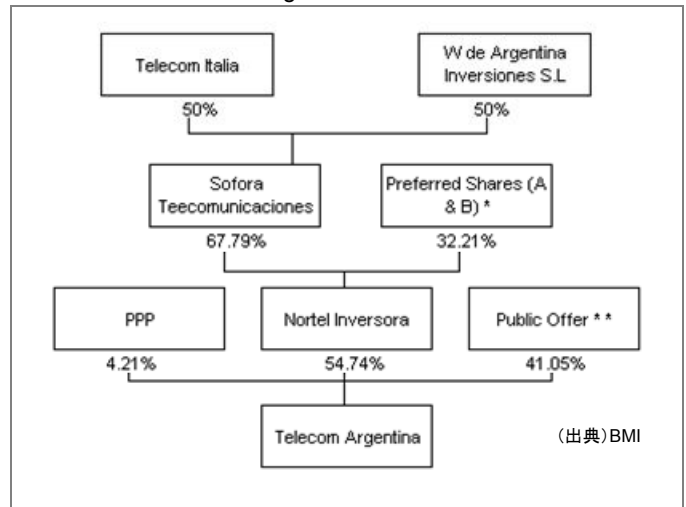 Telecom Italia
W de Argentina
Inversiones S.L
50%
50%
Sofora
Teecomunicaciones
Preferred Shares (A
& B) *
67.79%
32.21%
PPP
Nortel Inversora
Public Offer * *
4.21%
54.74%
41.05%
Telecom Argentina
(出典)BMI